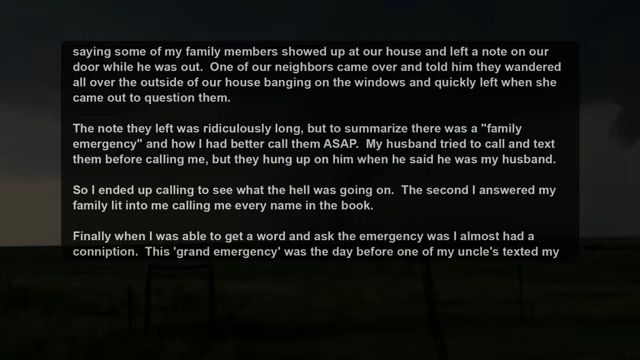 saying some of my family members showed up at our house and left a note on our
door while he was out.  One of our neighbors came over and told him they wandered
all over the outside of our house banging on the windows and quickly left when she
came out to question them.
The note they left was ridiculously long, but to summarize there was a "family
emergency" and how I had better call them ASAP.  My husband tried to call and text
them before calling me, but they hung up on him when he said he was my husband.
So I ended up calling to see what the hell was going on.  The second I answered my
family lit into me calling me every name in the book.
Finally when I was able to get a word and ask the emergency was I almost had a
conniption.  This 'grand emergency' was the day before one of my uncle's texted my